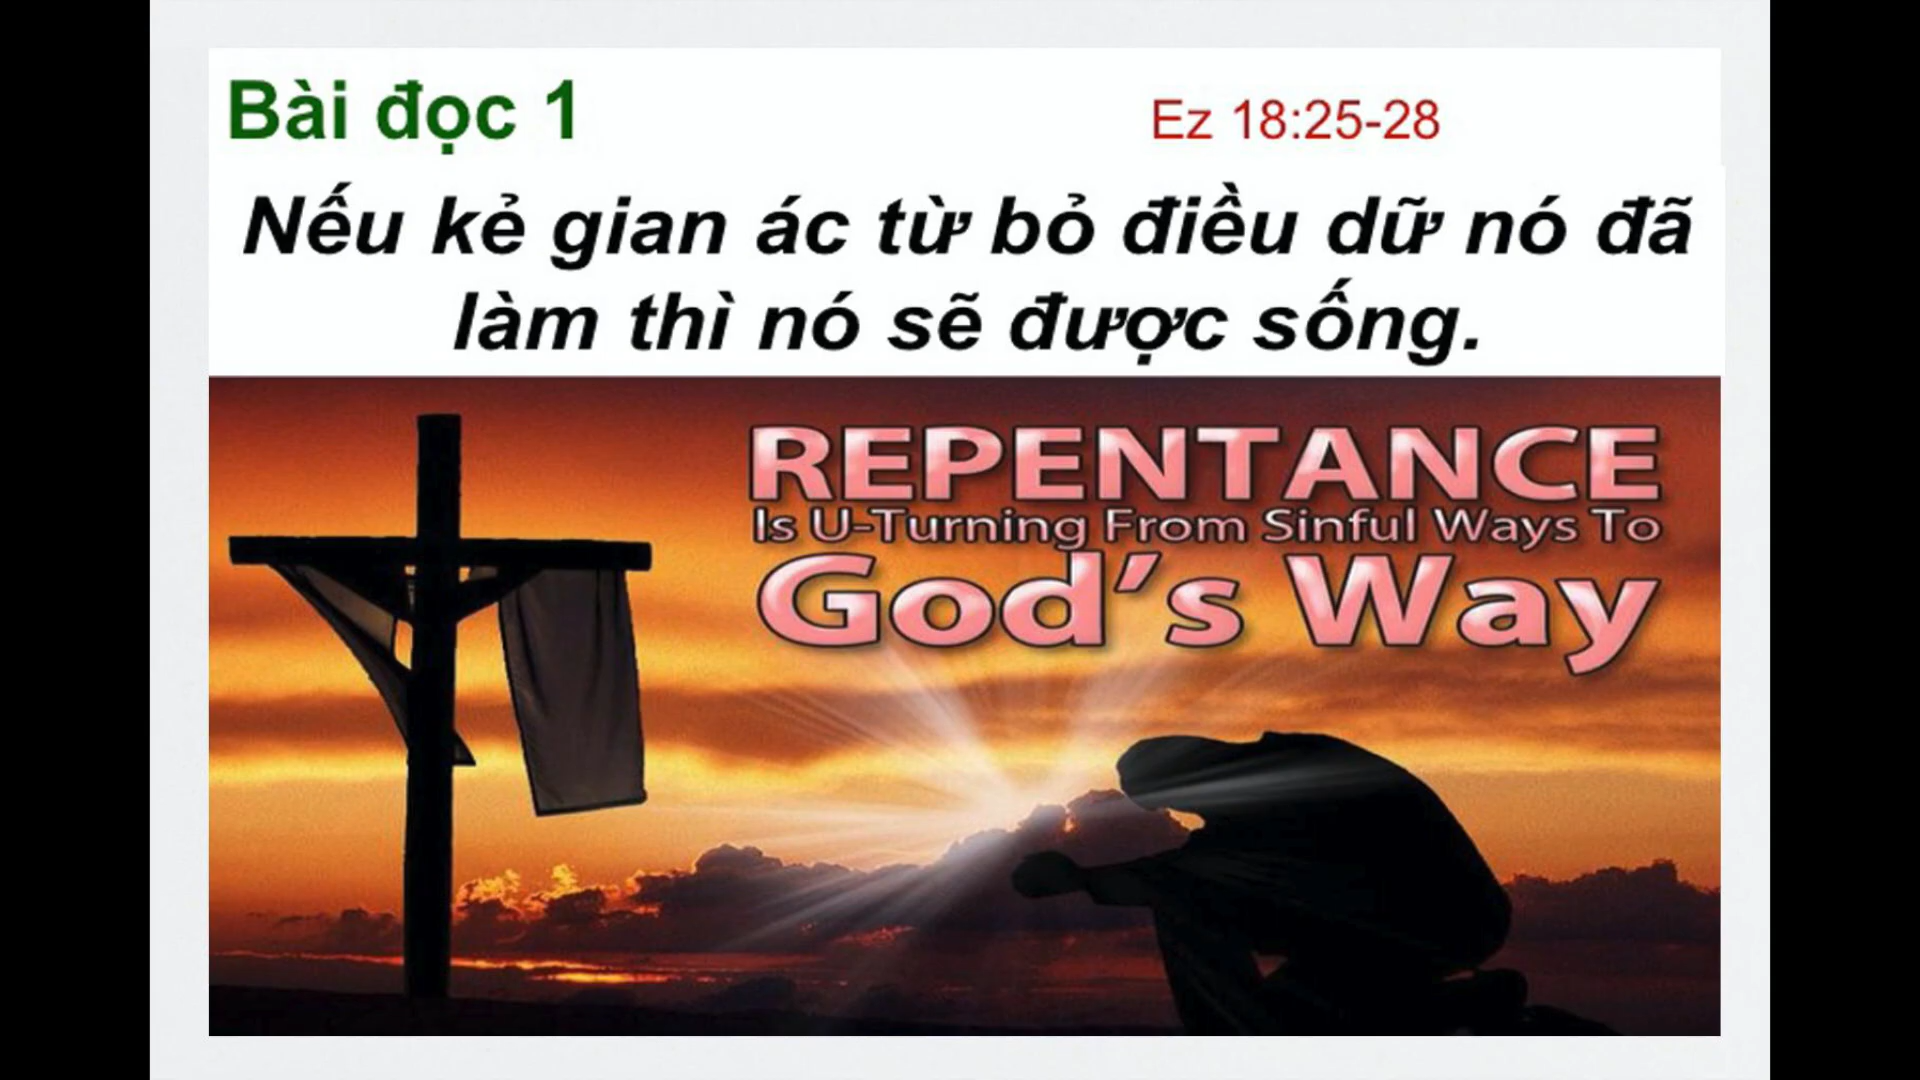 Bài đọc 1 Ez 18:25-28
Nếu kẻ gian ác từ bỏ điều dữ nó đã
làm thì nó sẽ được sống.
REPENTANCE
Is U-Turning From Sinful Ways To
God's Way